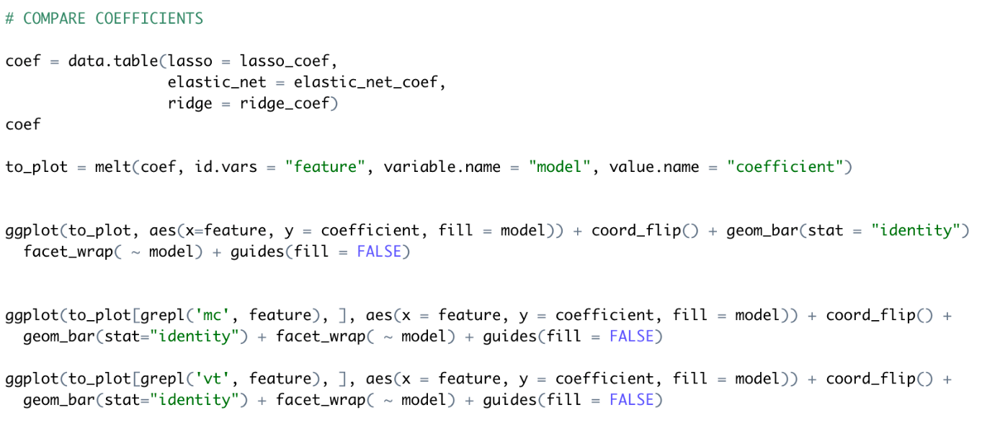 # COMPARE COEFFICIENTS
coef = data.table(lasso = lasso_coef,
elastic_net = elastic_net_coef,
ridge = ridge_coef)
coef
to_plot = melt(coef, id.vars = "feature", variable.name = "model", value.name = "coefficient")
ggplot(to_plot, aes(x=feature, y = coefficient, fill = model)) + coord_flip() + geom_bar(stat = "identity")
facet_wrap( ~ model) + guides(fill = FALSE)
ggplot(to_plot[grepl('mc', feature), ], aes(x = feature, y = coefficient, fill = model)) + coord_flip() +
geom_bar(stat="identity") + facet_wrap( ~ model) + guides(fill = FALSE)
ggplot(to_plot[grepl('vt', feature), ], aes(x = feature, y = coefficient, fill = model)) + coord_flip() +
geom_bar(stat="identity") + facet_wrap( ~ model) + guides(fill = FALSE)